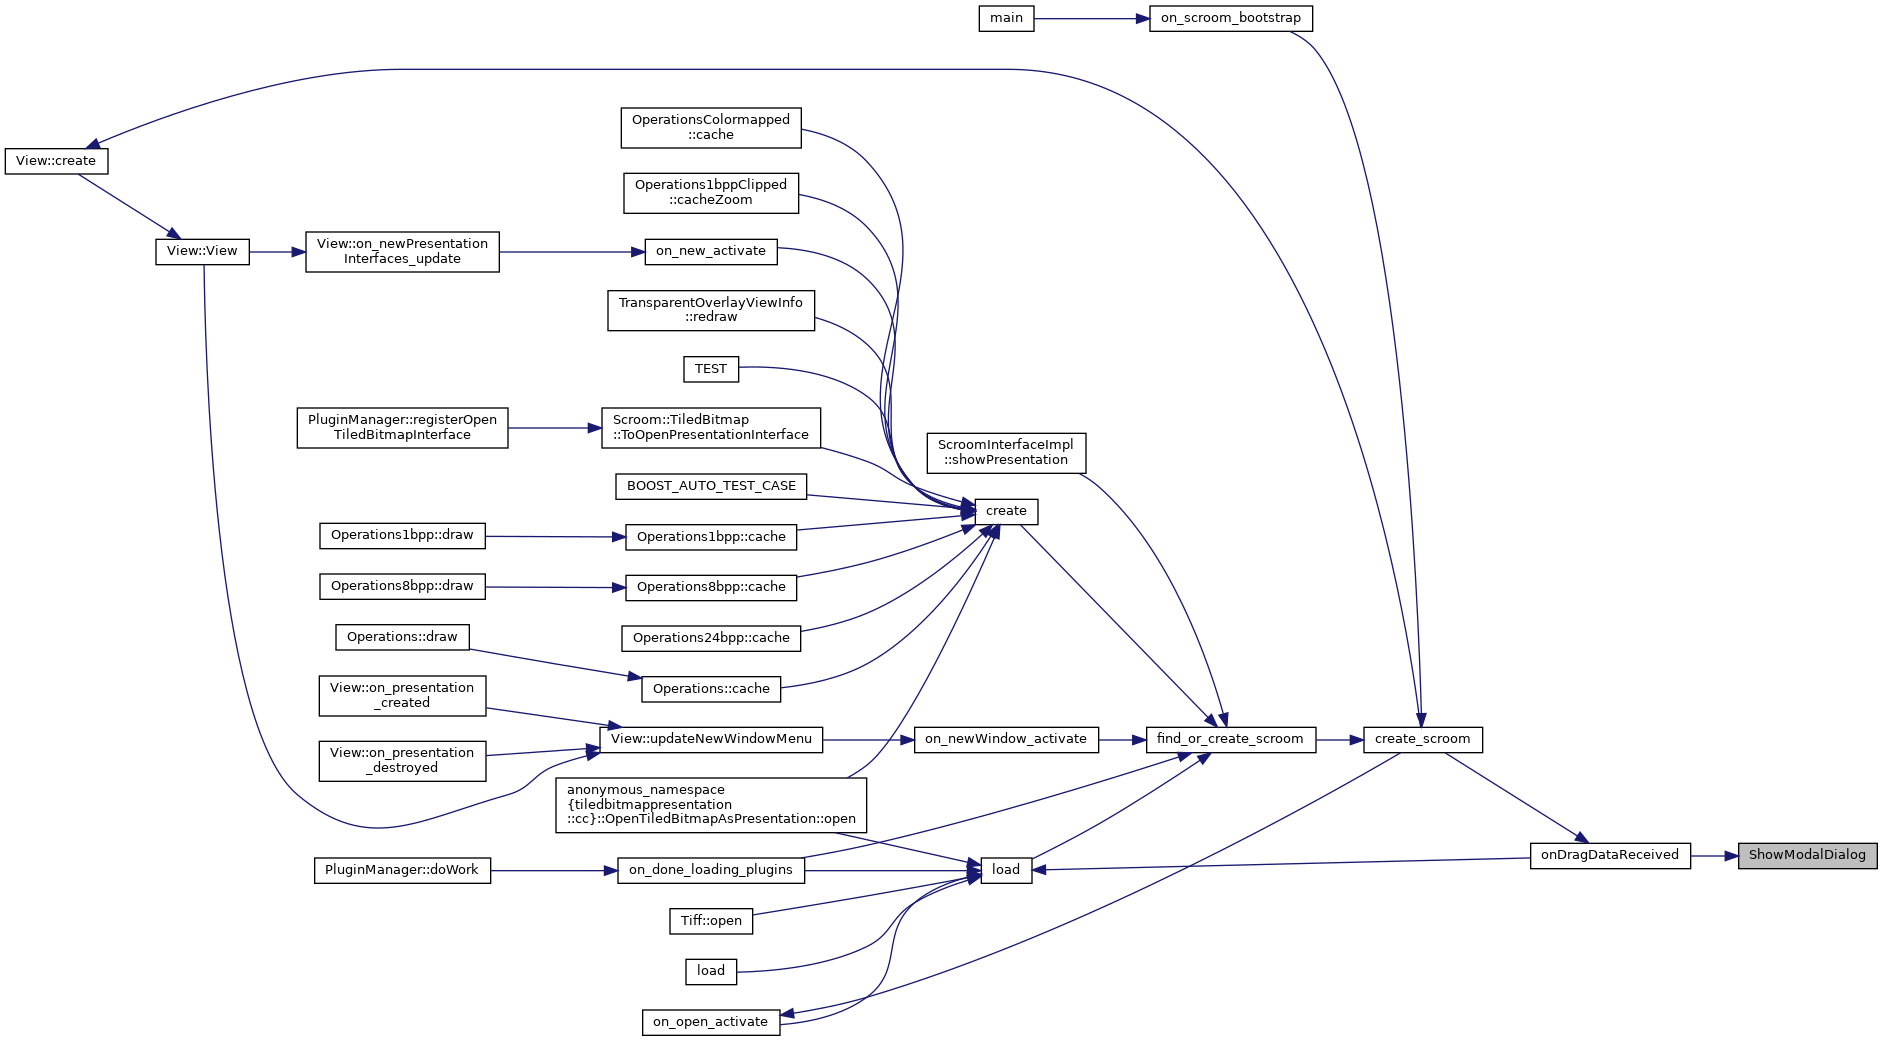 main
on_scroom_bootstrap
OperationsColormapped
::cache
View::create
Operations1bppClipped
::cacheZoom
View::View
View::on_newPresentation
Interfaces_update
on_new_activate
TransparentOverlayViewInfo
::redraw
TEST
PluginManager::registerOpen
TiledBitmapInterface
Scroom::TiledBitmap
::ToOpenPresentationInterface
ScroomInterfaceImpl
::showPresentation
BOOST_AUTO_TEST_CASE
create
Operations1bpp::draw
Operations1bpp::cache
Operations8bpp::draw
Operations8bpp::cache
Operations::draw
Operations24bpp::cache
View::on_presentation
_created
Operations::cache
View::on_presentation
_destroyed
View::updateNewWindowMenu
on_newWindow_activate
find_or_create_scroom
create_scroom
anonymous_namespace
{tiledbitmappresentation
::cc}::OpenTiledBitmapAsPresentation::open
PluginManager::doWork
on_done_loading_plugins
load
onDragDataReceived
ShowModalDialog
Tiff::open
load
on_open_activate